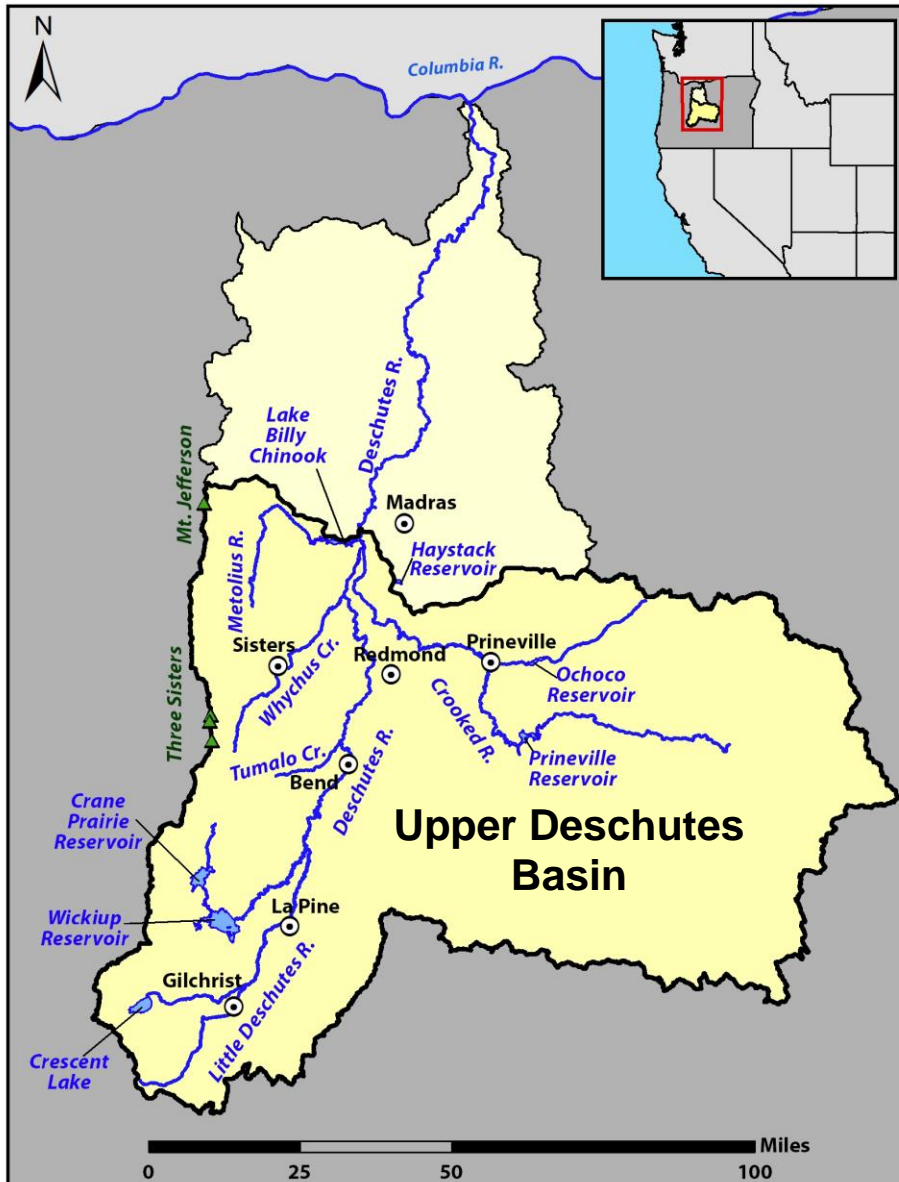 N
Columbia R.
Deschutes R.
Lake
Billy
Chinook
Mt. Jefferson
Madras
Haystack
Reservoir
Metolius R.
Sisters
Whychus Cr.
Redmond
Prineville
Ochoco
Reservoir
Three Sisters
Crooked R.
Prineville
Reservoir
Tumalo Cr.
Bend
Deschutes R.
Crane
Prairie
Reservoir
Upper Deschutes
Basin
Wickiup
Reservoir
La Pine
Gilchrist
Little Deschutes R.
Crescent
Lake
Miles
0 25 50 100